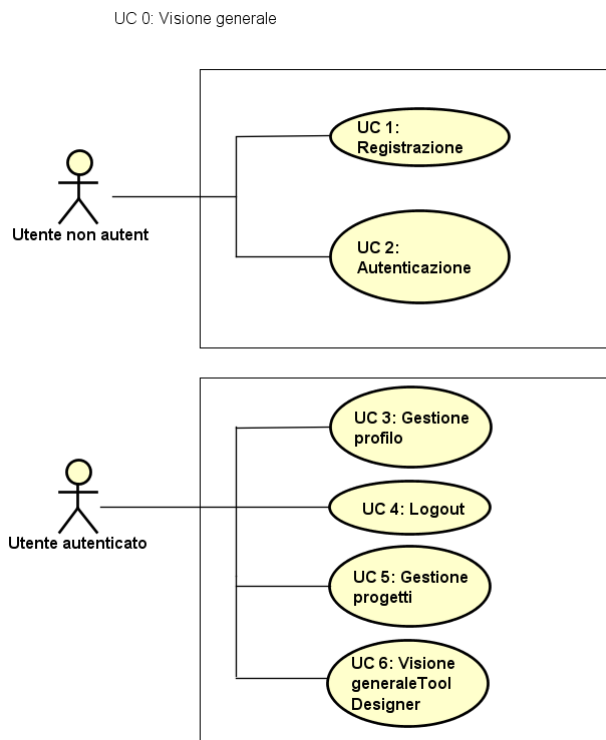 UC 0: Visione generale
UC 1:
Registrazione
Utente non autent
UC 2:
Autenticazione
UC 3: Gestione
profilo
UC 4: Logout
Utente autenticato
UC 5: Gestione
progetti
UC 6: Visione
generaleTool
Designer